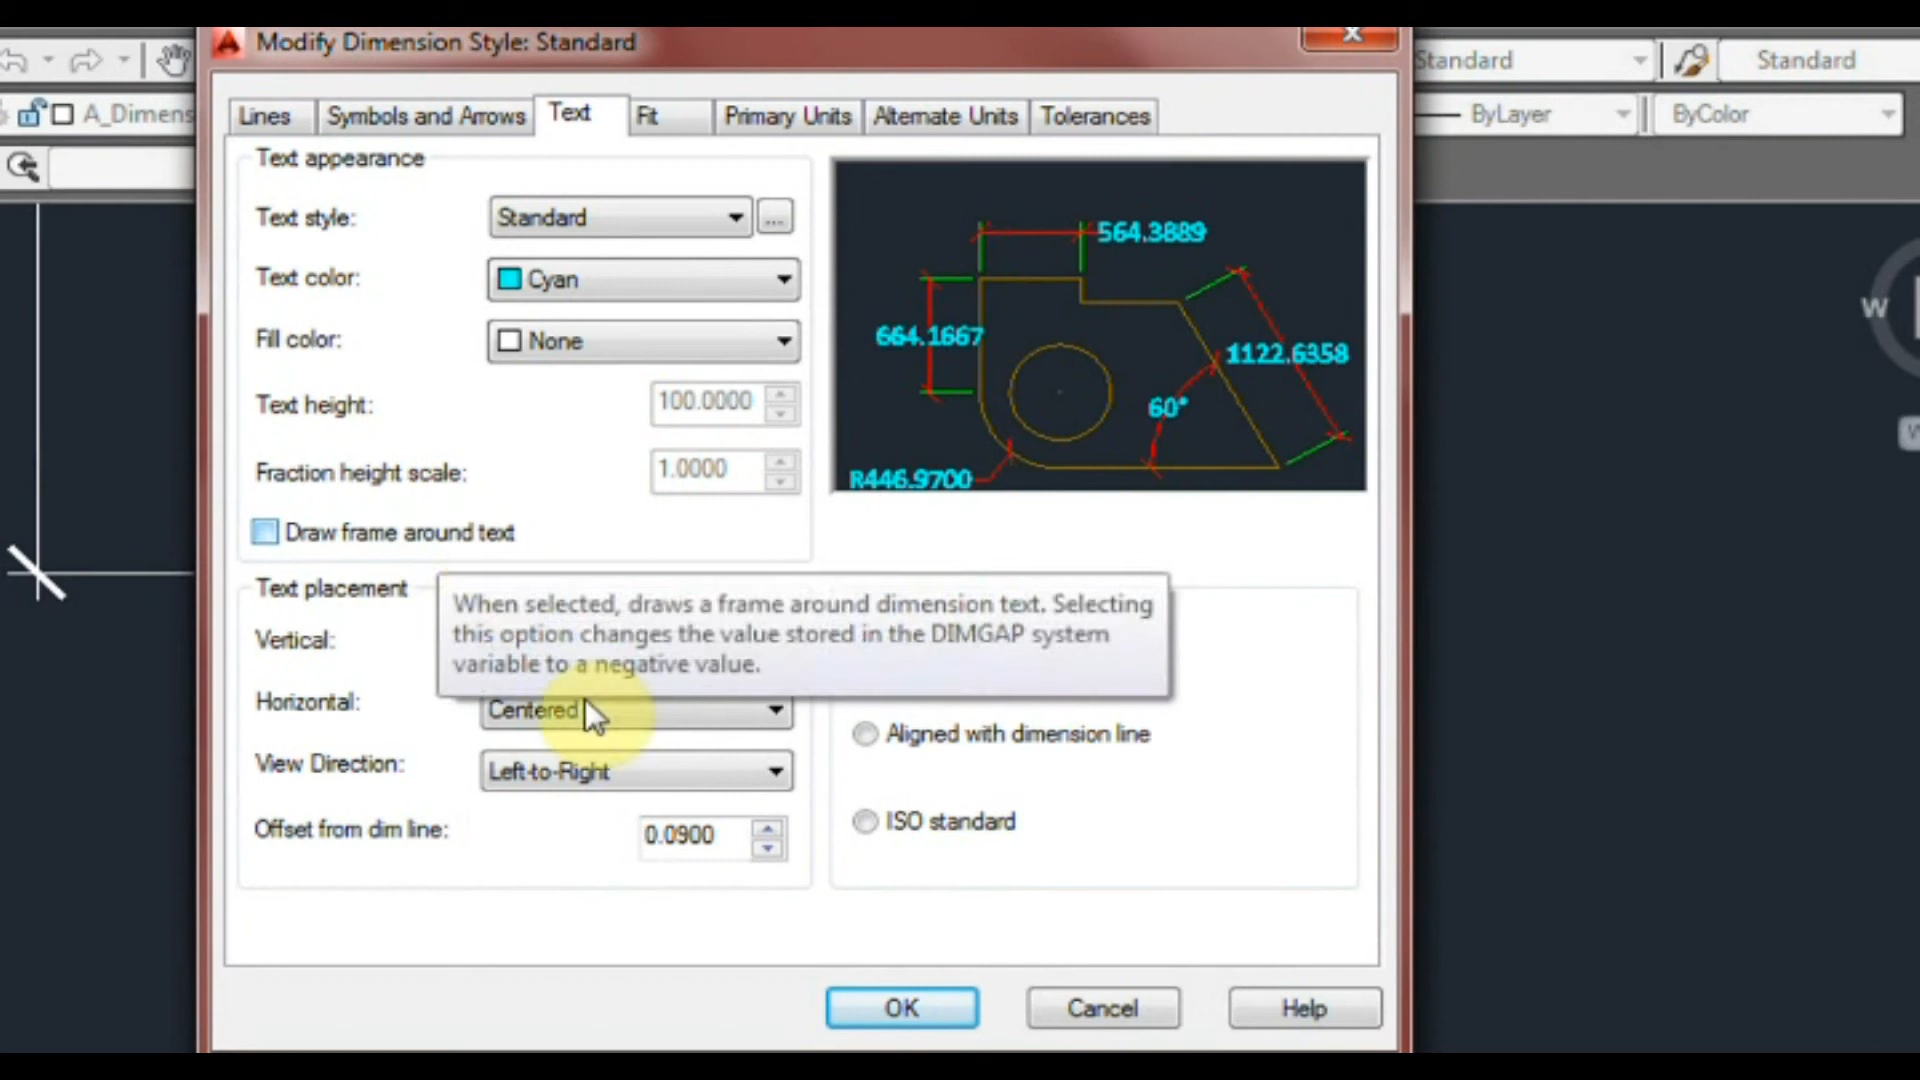 Modify Dimension Style: Standard
Standard
Standard
A_Dimens
ByLayer
ByColor
Lines
Symbols and Arrows
Text
Fit
Primary Units
Alternate Units
Tolerances
Text appearance
Text style:
Standard
...
Text color:
Cyan
Fill color:
None
Text height:
100.0000
Fraction height scale:
1.0000
Draw frame around text
564.3889
664.1667
1122.6358
60°
R446.9700
W
Text placement
When selected, draws a frame around dimension text. Selecting
this option changes the value stored in the DIMGAP system
variable to a negative value.
Vertical:
Horizontal:
Centered
View Direction:
Left-to-Right
Offset from dim line:
0.0900
Aligned with dimension line
ISO standard
OK
Cancel
Help